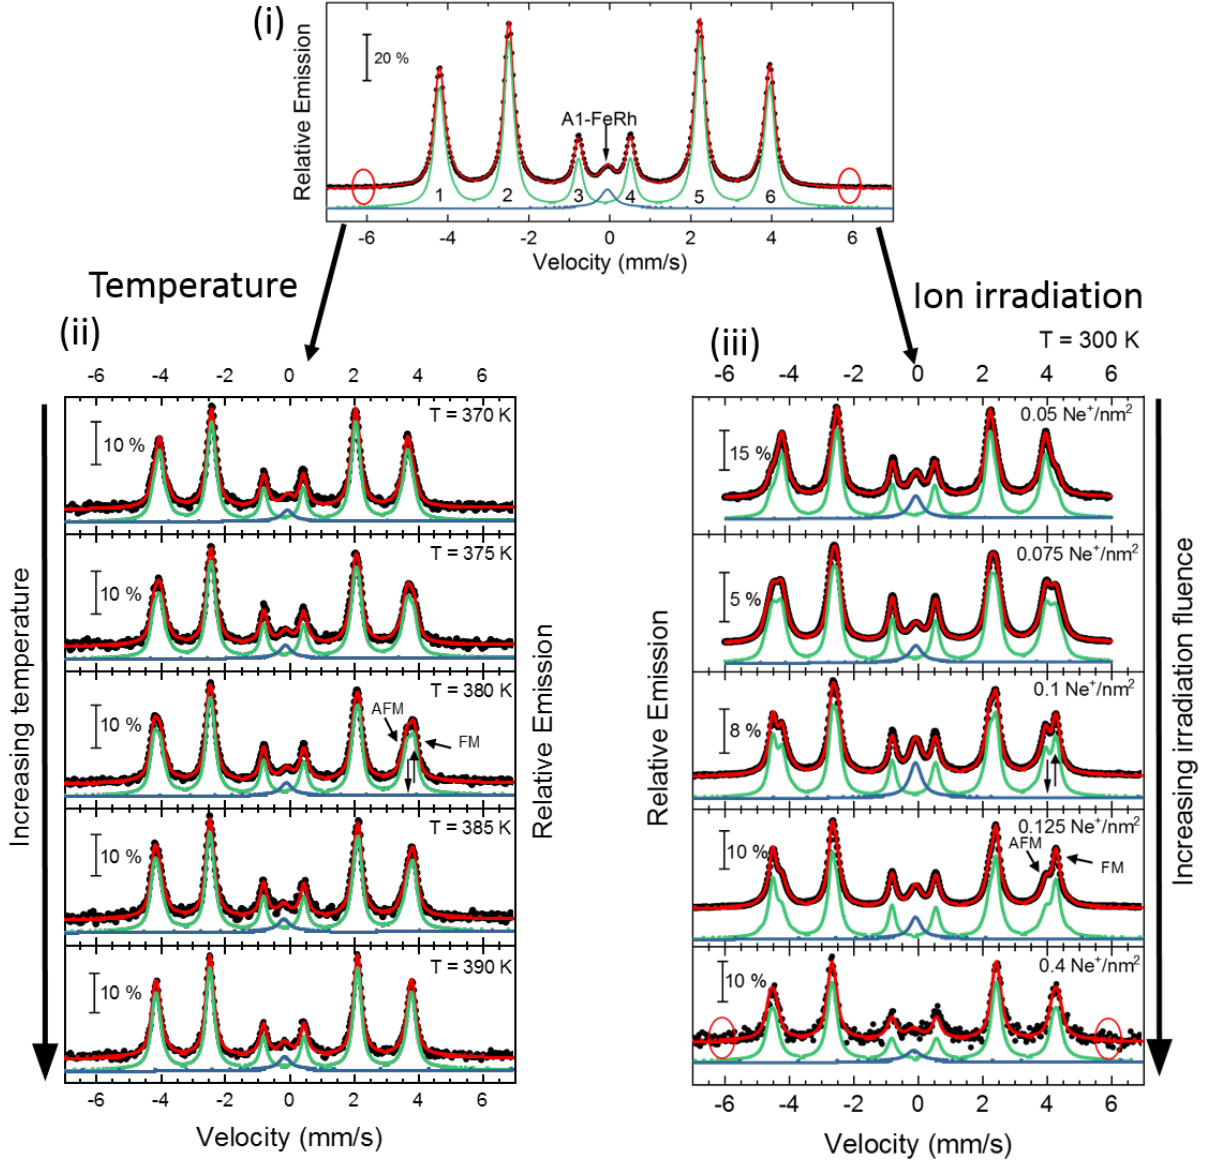 (i)
Relative Emission
20 %
A1-FeRh
1 2 3 4 5 6
-6 -4 -2 0 2 4 6
Velocity (mm/s)
Temperature
Ion irradiation
(ii)
-6 -4 -2 0 2 4 6
Increasing temperature
T = 370 K
10 %
T = 375 K
10 %
T = 380 K
10 %
AFM
FM
T = 385 K
10 %
T = 390 K
10 %
Relative Emission
-6 -4 -2 0 2 4 6
Velocity (mm/s)
(iii)
T = 300 K
-6 -4 -2 0 2 4 6
Relative Emission
0.05 Ne⁺/nm²
15 %
0.075 Ne⁺/nm²
5 %
0.1 Ne⁺/nm²
8 %
0.125 Ne⁺/nm²
10 %
AFM
FM
0.4 Ne⁺/nm²
10 %
Increasing irradiation fluence
-6 -4 -2 0 2 4 6
Velocity (mm/s)